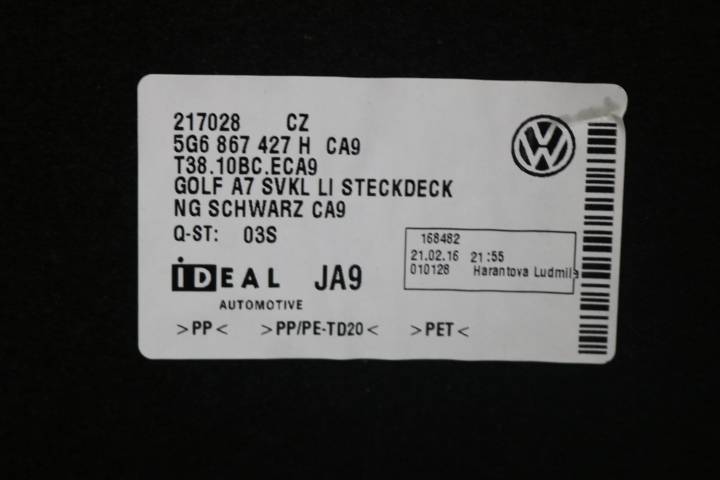 217028 CZ
5G6 867 427 H CA9
T38.10BC.ECA9
GOLF A7 SVKL LI STECKDECK
NG SCHWARZ CA9
Q-ST: 03S
168482
21.02.16 21:55
010128 Harantova Ludmila
iDEAL JA9
AUTOMOTIVE
>PP< >PP/PE-TD20< >PET<
VW